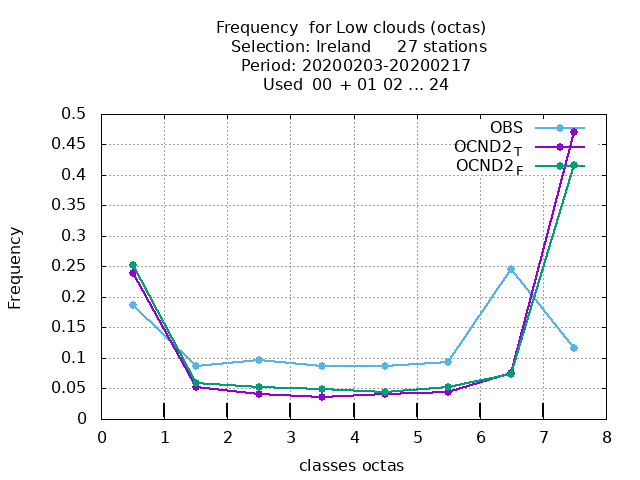 Frequency  for Low clouds (octas)
Selection: Ireland     27 stations
Period: 20200203-20200217
Used  00 + 01 02 ... 24
0.5
0.45
0.4
0.35
0.3
0.25
0.2
0.15
0.1
0.05
0
Frequency
OBS
OCND2_T
OCND2_F
0 1 2 3 4 5 6 7 8
classes octas